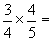 3/4 × 4/5 =